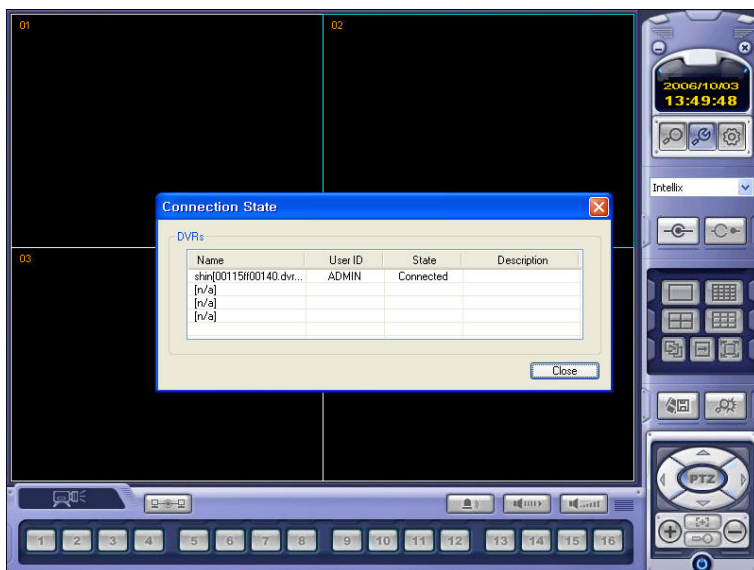 01
02
2006/10/03
13:49:48
Intellix
Connection State
DVRs
Name User ID State Description
shin[00115ff00140.dvr... ADMIN Connected
[n/a]
[n/a]
[n/a]
Close
03
PTZ
1 2 3 4 5 6 7 8 9 10 11 12 13 14 15 16